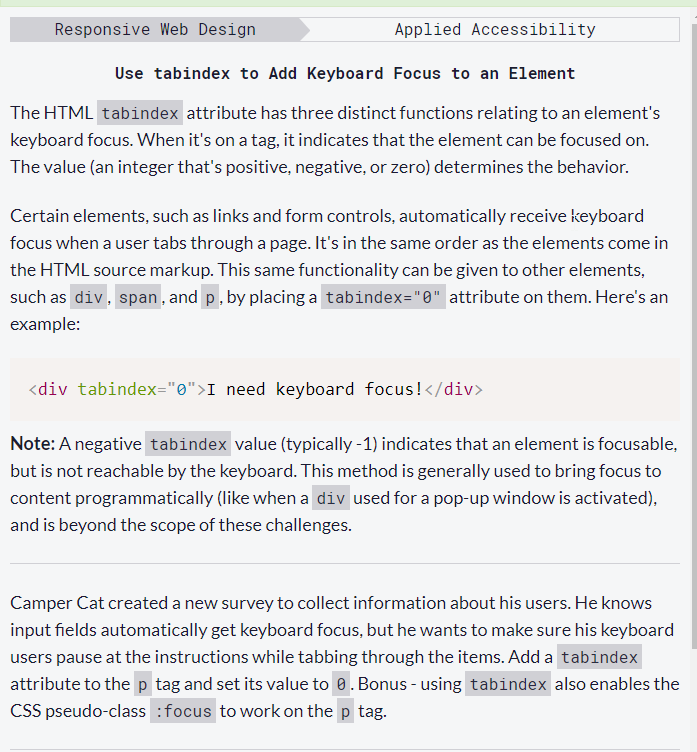 Responsive Web Design
Applied Accessibility
Use tabindex to Add Keyboard Focus to an Element
The HTML tabindex attribute has three distinct functions relating to an element's
keyboard focus. When it's on a tag, it indicates that the element can be focused on.
The value (an integer that's positive, negative, or zero) determines the behavior.
Certain elements, such as links and form controls, automatically receive keyboard
focus when a user tabs through a page. It's in the same order as the elements come in
the HTML source markup. This same functionality can be given to other elements,
such as div, span, and p, by placing a tabindex="0" attribute on them. Here's an
example:
<div tabindex="0">I need keyboard focus!</div>
Note: A negative tabindex value (typically -1) indicates that an element is focusable,
but is not reachable by the keyboard. This method is generally used to bring focus to
content programmatically (like when a div used for a pop-up window is activated),
and is beyond the scope of these challenges.
Camper Cat created a new survey to collect information about his users. He knows
input fields automatically get keyboard focus, but he wants to make sure his keyboard
users pause at the instructions while tabbing through the items. Add a tabindex
attribute to the p tag and set its value to 0. Bonus - using tabindex also enables the
CSS pseudo-class :focus to work on the p tag.